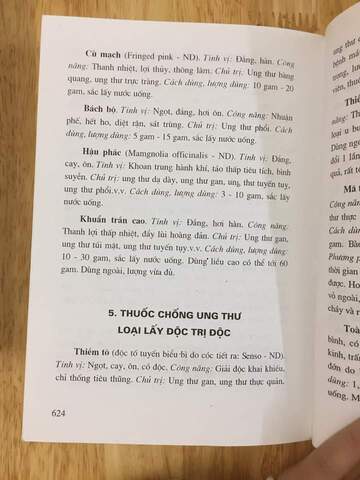 Cù mạch (Fringed pink - ND). Tính vị: Đắng, hàn. Công
năng: Thanh nhiệt, lợi thủy, thông lâm. Chủ trị: Ung thư bàng
quang, ung thư trực tràng. Cách dùng, lượng dùng: 10 gam - 20
gam, sắc lấy nước uống.
Bách bộ. Tính vị: Ngọt, đắng, hơi ôn. Công năng: Nhuận
phế, hết ho, diệt rận, sát trùng. Chủ trị: Ung thư phổi. Cách
dùng, lượng dùng: 5 gam - 15 gam, sắc lấy nước uống.
Hậu phác (Mamgnolia officinalis - ND). Tính vị: Đắng,
cay, ôn. Công năng: Khoan trung hành khí, táo thấp tiêu tích, bình
suyễn. Chủ trị: ung thư dạ dày, ung thư gan, ung thư tuyến tụy,
ung thư phổi.v.v. Cách dùng, lượng dùng: 3 - 10 gam, sắc lấy
nước uống.
Khuẩn trần cao. Tính vị: Đắng, hơi hàn. Công năng:
Thanh lợi thấp nhiệt, đẩy lùi hoàng đản. Chủ trị: Ung thư gan,
ung thư túi mật, ung thư tuyến tụy.v.v. Cách dùng, lượng dùng:
10 - 30 gam, sắc lấy nước uống. Dùng liều cao có thể tới 60
gam. Dùng ngoài, lượng vừa đủ.
5. THUỐC CHỐNG UNG THƯ
LOẠI LẤY ĐỘC TRỊ ĐỘC
Thiềm tô (độc tố tuyến biểu bì do cóc tiết ra: Senso - ND).
Tính vị: Ngọt, cay, ôn, có độc. Công năng: Giải độc khai khiếu,
chỉ thống tiêu thũng. Chủ trị: Ung thư gan, ung thư thực quản,
624